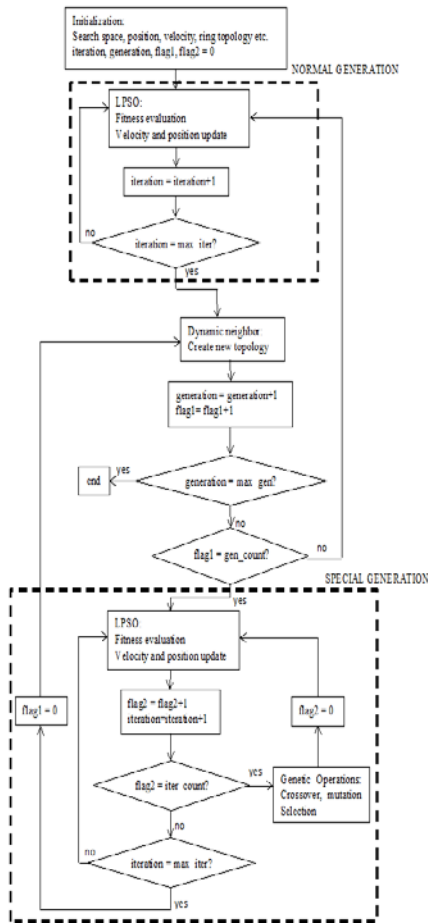 Initialization:
Search space, position, velocity, ring topology etc.
iteration, generation, flag1, flag2 = 0
NORMAL GENERATION
LPSO:
Fitness evaluation
Velocity and position update
iteration = iteration+1
no
iteration = max_iter?
yes
Dynamic neighbor:
Create new topology
generation = generation+1
flag1= flag1+1
end
yes
generation = max_gen?
no
flag1 = gen_count?
no
SPECIAL GENERATION
yes
LPSO:
Fitness evaluation
Velocity and position update
flag1 = 0
flag2 = flag2+1
iteration=iteration+1
flag2 = 0
flag2 = iter_count?
yes
Genetic Operations:
Crossover, mutation
Selection
no
no
iteration = max_iter?
yes